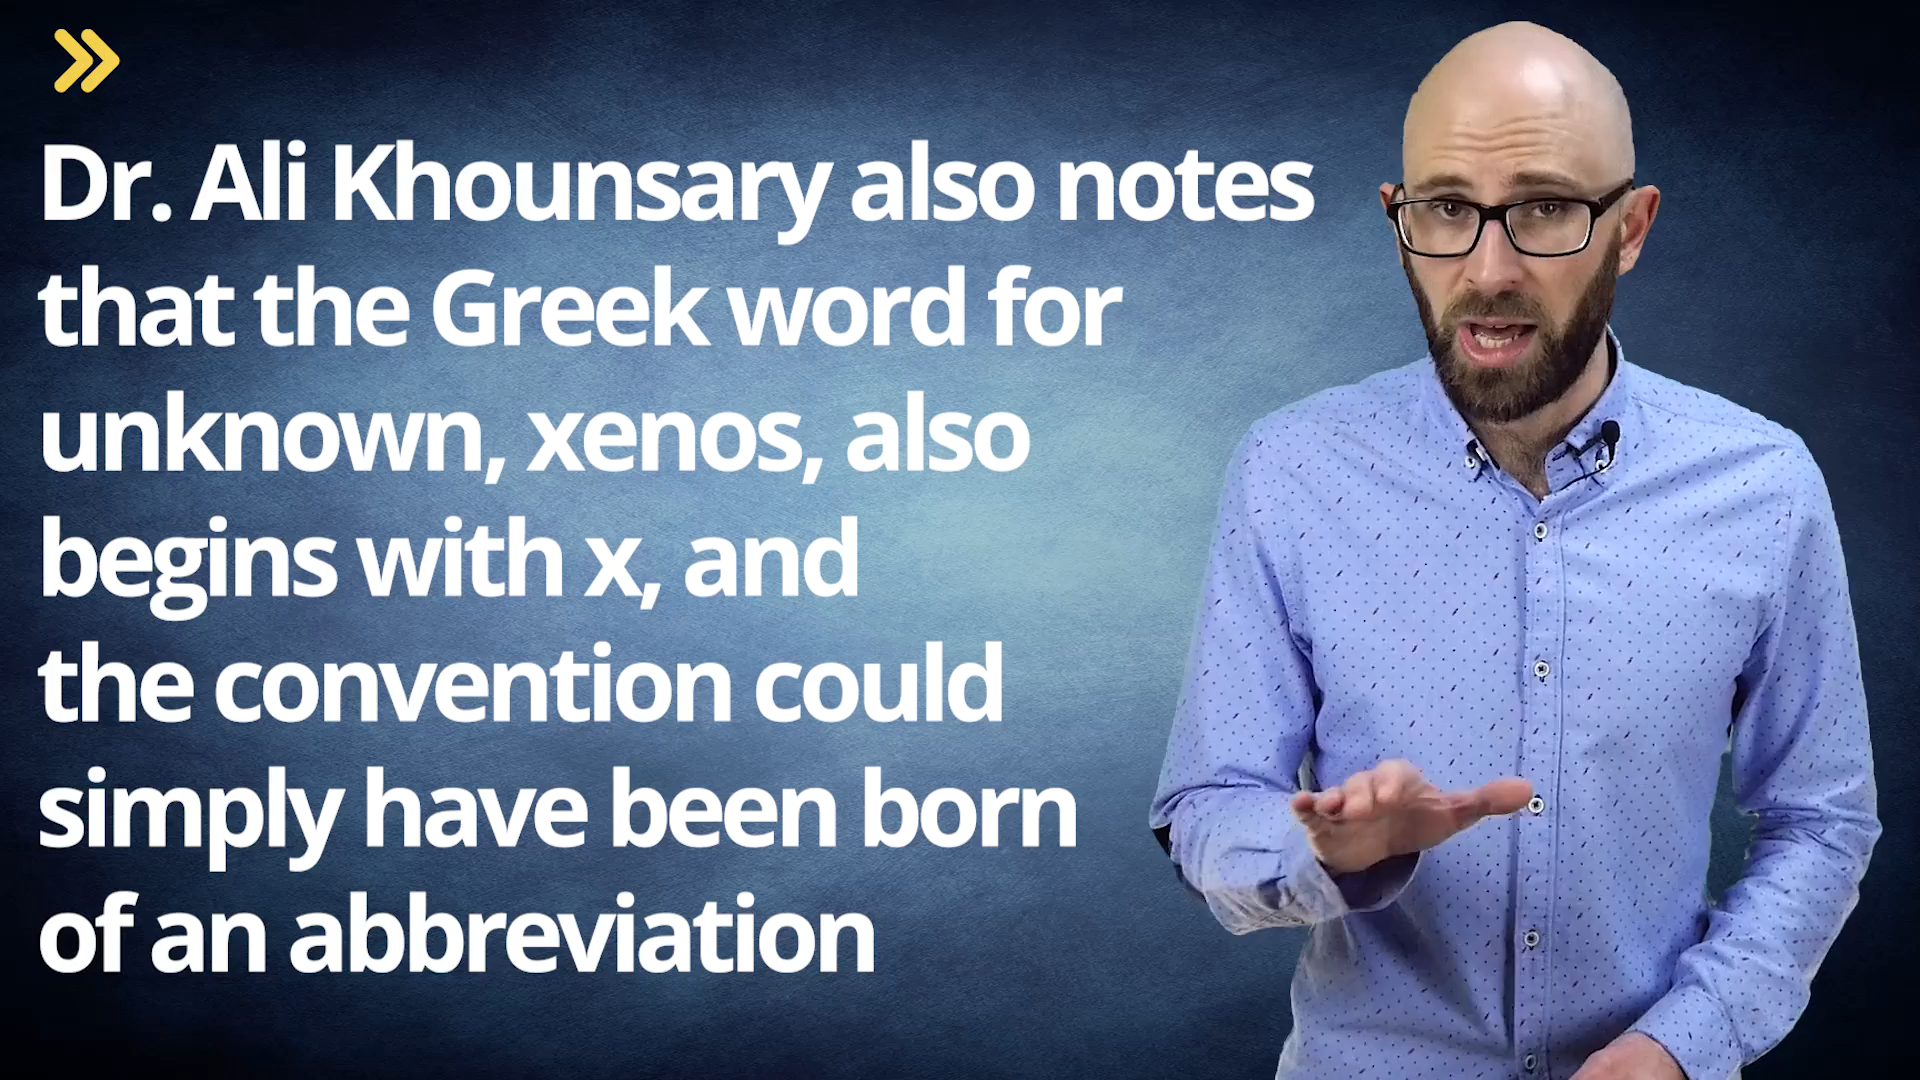 Dr. Ali Khounsary also notes
that the Greek word for
unknown, xenos, also
begins with x, and
the convention could
simply have been born
of an abbreviation